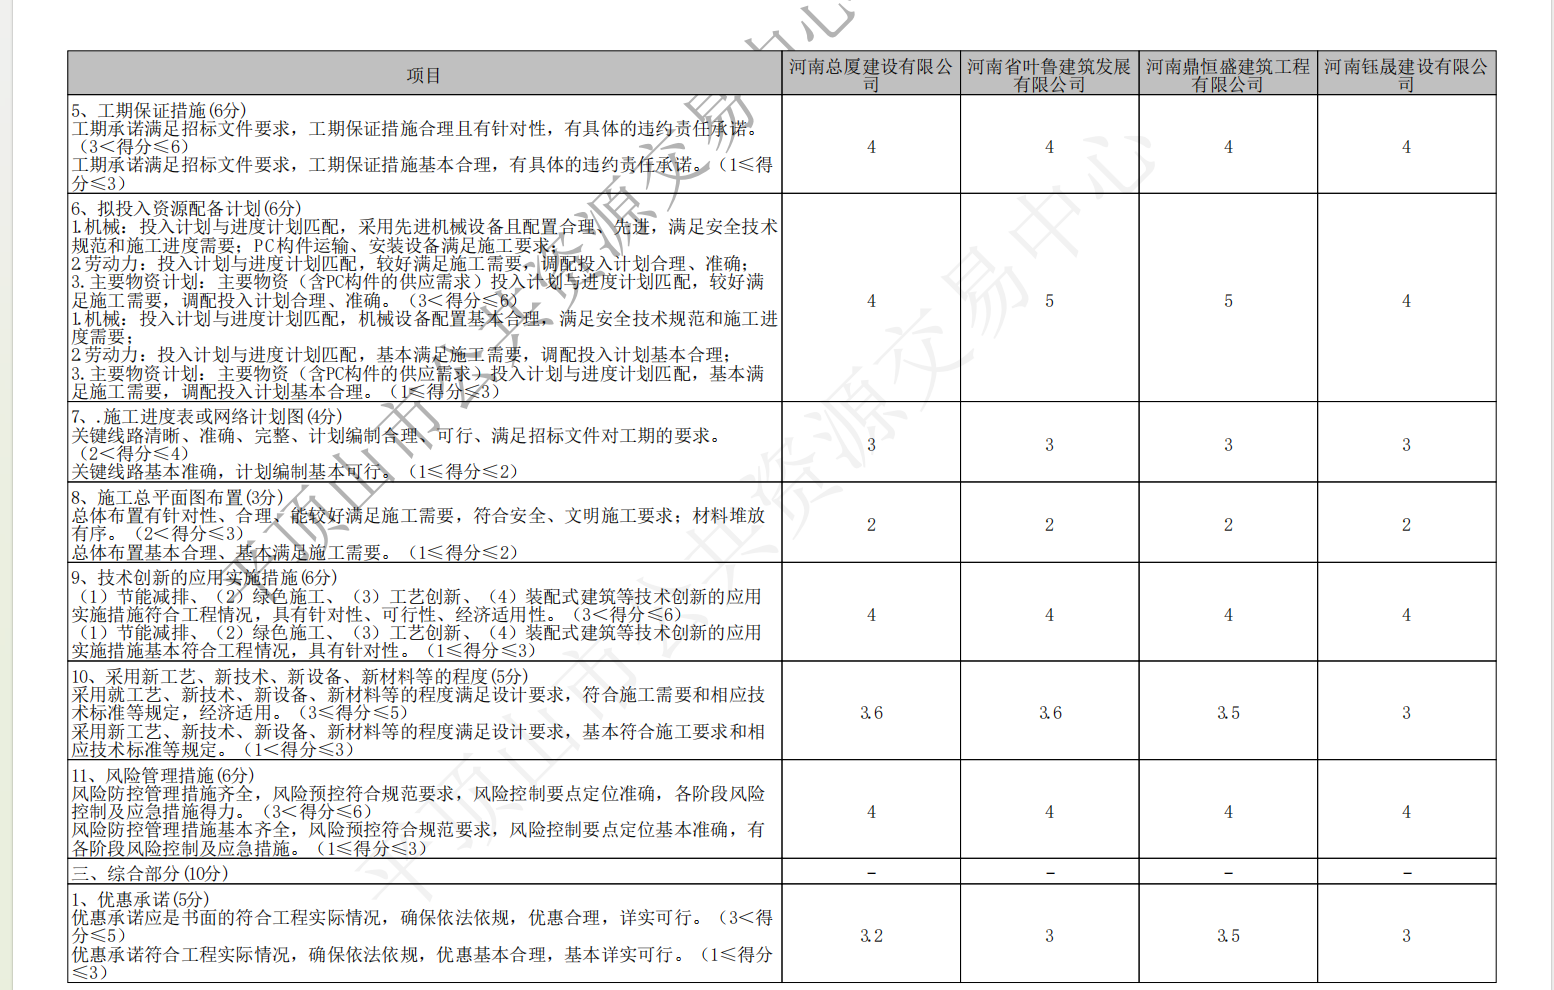 项目
河南总厦建设有限公
司
河南省叶鲁建筑发展
有限公司
河南鼎恒盛建筑工程
有限公司
河南钰晟建设有限公
司
5、工期保证措施(6分)
工期承诺满足招标文件要求，工期保证措施合理且有针对性，有具体的违约责任承诺。
（3＜得分≤6）
工期承诺满足招标文件要求，工期保证措施基本合理，有具体的违约责任承诺。（1≤得
分≤3）
4
4
4
4
6、拟投入资源配备计划(6分)
1.机械：投入计划与进度计划匹配，采用先进机械设备且配置合理、先进，满足安全技术
规范和施工进度需要；PC构件运输、安装设备满足施工要求；
2.劳动力：投入计划与进度计划匹配，较好满足施工需要，调配投入计划合理、准确；
3.主要物资计划：主要物资（含PC构件的供应需求）投入计划与进度计划匹配，较好满
足施工需要，调配投入计划合理、准确。（3＜得分≤6）
1.机械：投入计划与进度计划匹配，机械设备配置基本合理，满足安全技术规范和施工进
度需要；
2.劳动力：投入计划与进度计划匹配，基本满足施工需要，调配投入计划基本合理；
3.主要物资计划：主要物资（含PC构件的供应需求）投入计划与进度计划匹配，基本满
足施工需要，调配投入计划基本合理。（1≤得分≤3）
4
5
5
4
7、.施工进度表或网络计划图(4分)
关键线路清晰、准确、完整、计划编制合理、可行、满足招标文件对工期的要求。
（2＜得分≤4）
关键线路基本准确，计划编制基本可行。（1≤得分≤2）
3
3
3
3
8、施工总平面图布置(3分)
总体布置有针对性、合理、能较好满足施工需要，符合安全、文明施工要求；材料堆放
有序。（2＜得分≤3）
总体布置基本合理、基本满足施工需要。（1≤得分≤2）
2
2
2
2
9、技术创新的应用实施措施(6分)
（1）节能减排、（2）绿色施工、（3）工艺创新、（4）装配式建筑等技术创新的应用
实施措施符合工程情况，具有针对性、可行性、经济适用性。（3＜得分≤6）
（1）节能减排、（2）绿色施工、（3）工艺创新、（4）装配式建筑等技术创新的应用
实施措施基本符合工程情况，具有针对性。（1≤得分≤3）
4
4
4
4
10、采用新工艺、新技术、新设备、新材料等的程度(5分)
采用就工艺、新技术、新设备、新材料等的程度满足设计要求，符合施工需要和相应技
术标准等规定，经济适用。（3≤得分≤5）
采用新工艺、新技术、新设备、新材料等的程度满足设计要求，基本符合施工要求和相
应技术标准等规定。（1＜得分≤3）
3.6
3.6
3.5
3
11、风险管理措施(6分)
风险防控管理措施齐全，风险预控符合规范要求，风险控制要点定位准确，各阶段风险
控制及应急措施得力。（3＜得分≤6）
风险防控管理措施基本齐全，风险预控符合规范要求，风险控制要点定位基本准确，有
各阶段风险控制及应急措施。（1≤得分≤3）
4
4
4
4
三、综合部分(10分)
-
-
-
-
1、优惠承诺(5分)
优惠承诺应是书面的符合工程实际情况，确保依法依规，优惠合理，详实可行。（3＜得
分≤5）
优惠承诺符合工程实际情况，确保依法依规，优惠基本合理，基本详实可行。（1≤得分
≤3）
3.2
3
3.5
3
平顶山市公共资源交易中心
平顶山市公共资源交易中心